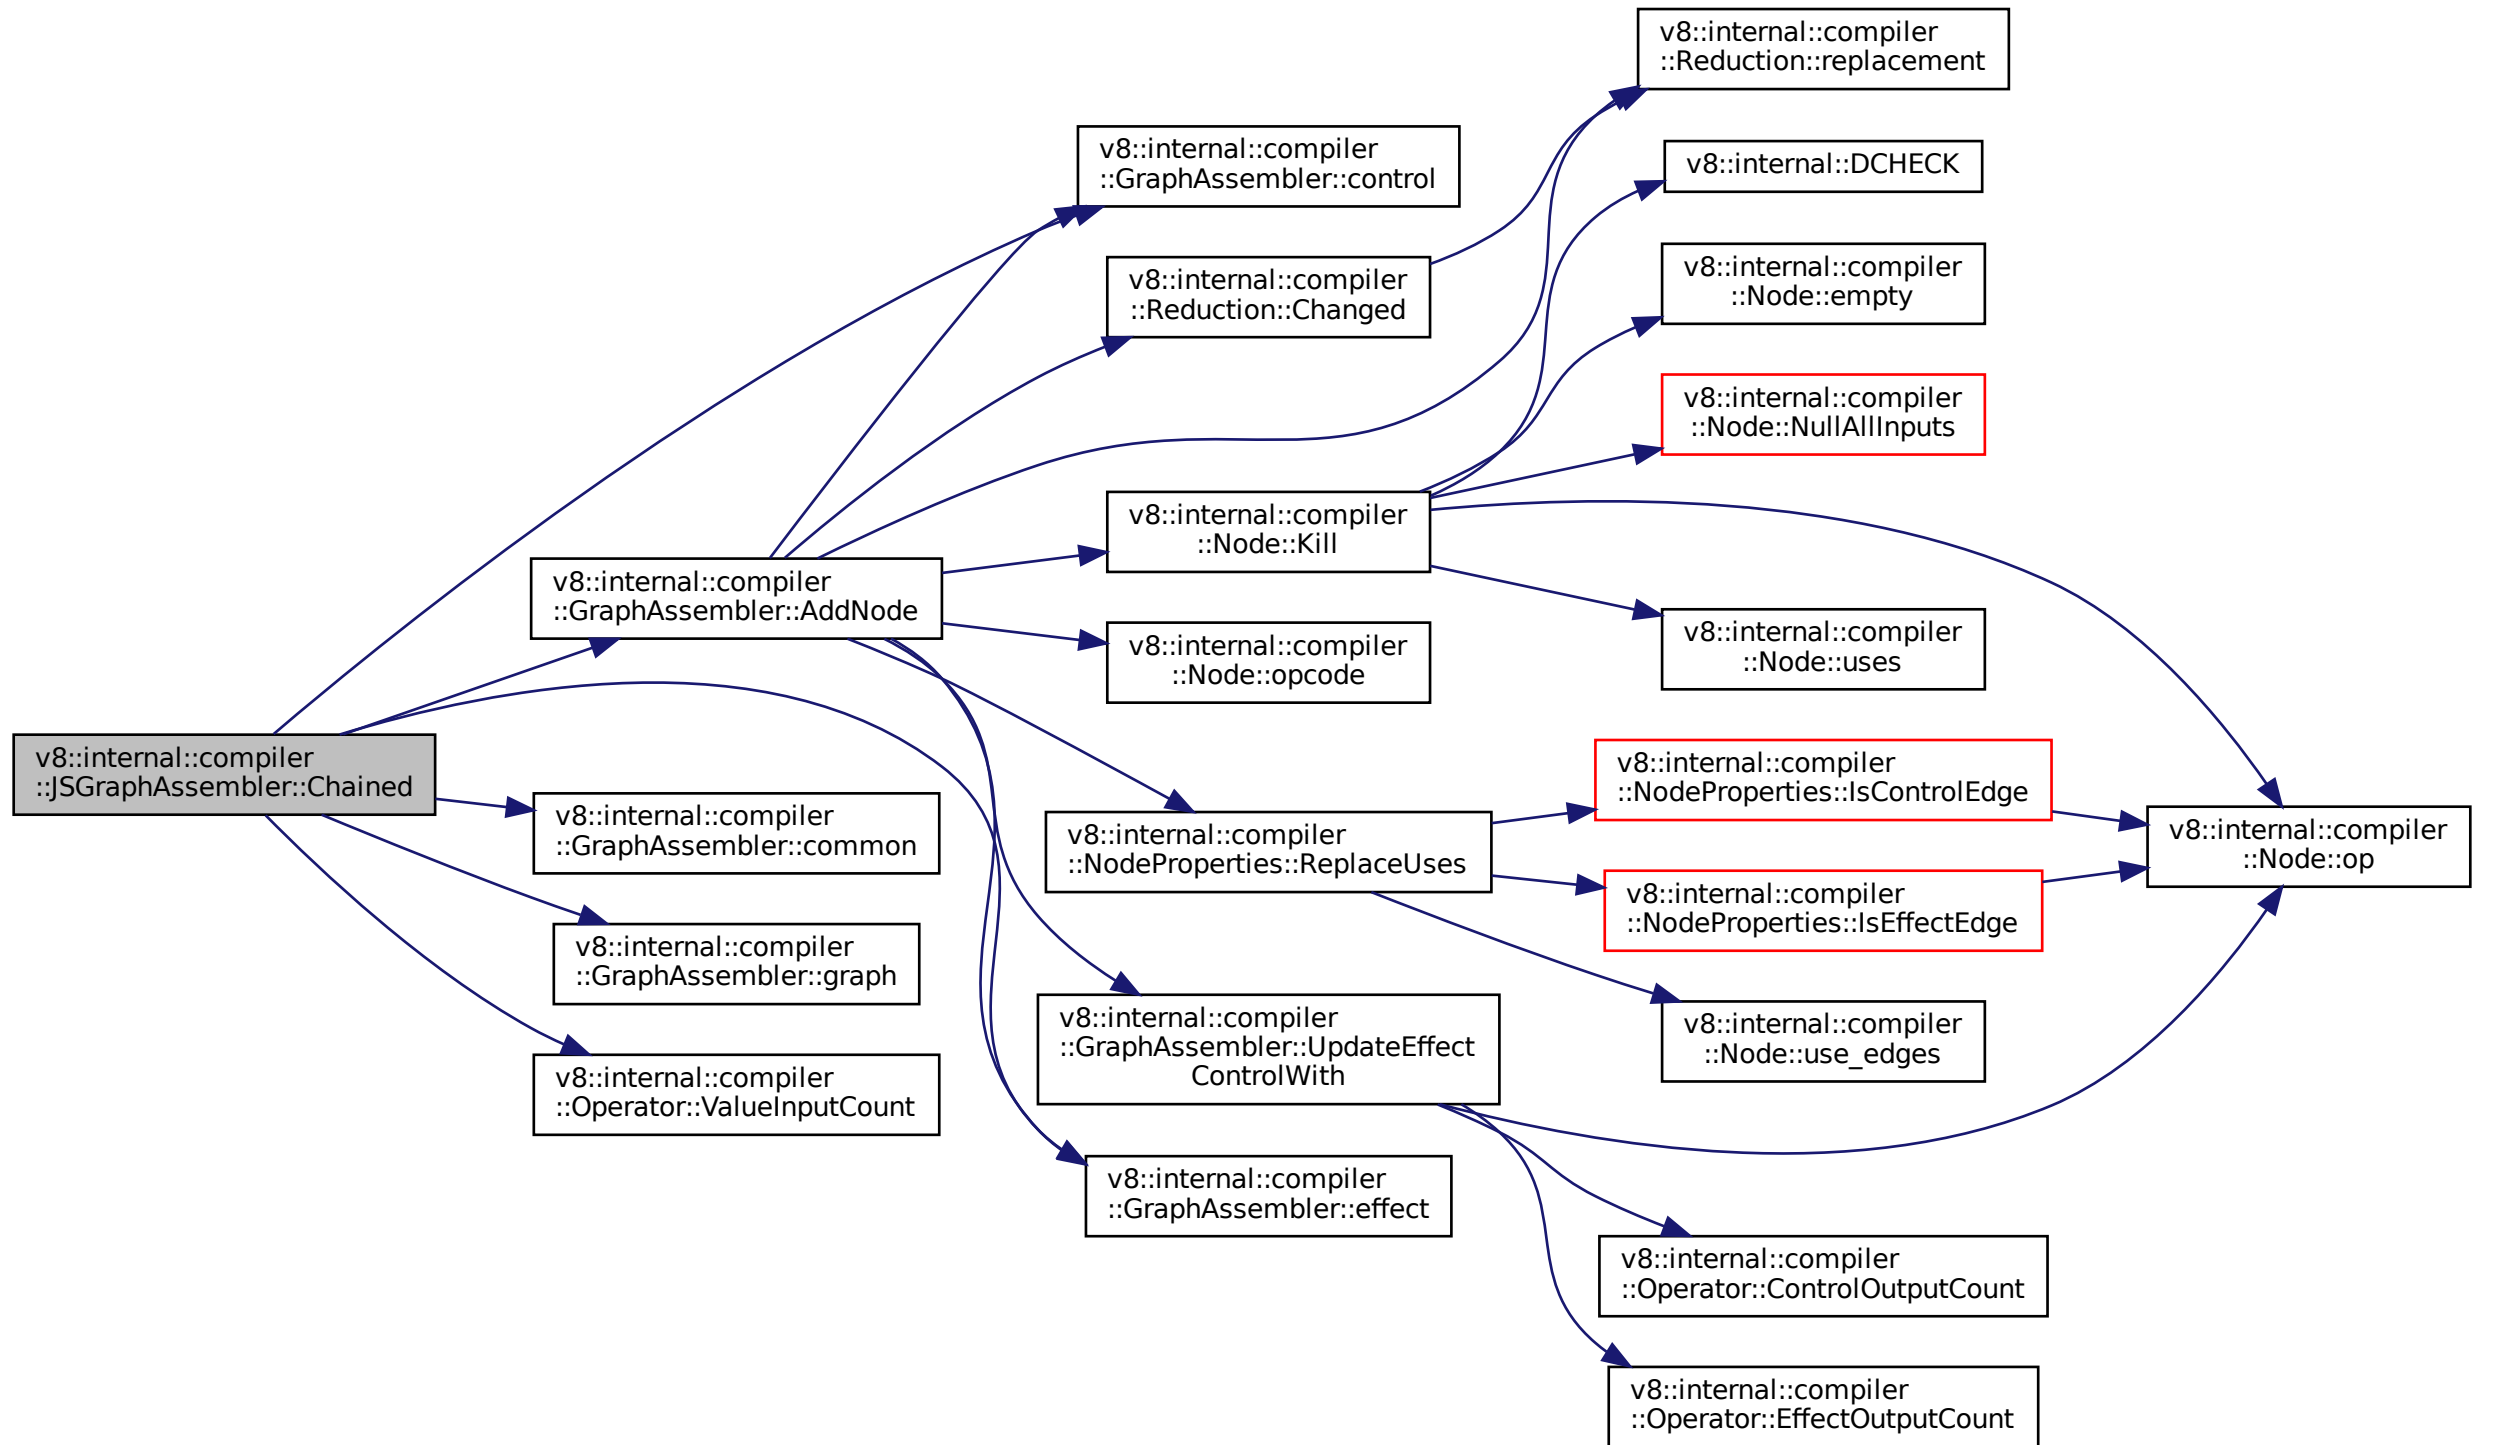 v8::internal::compiler
::JSGraphAssembler::Chained
v8::internal::compiler
::GraphAssembler::AddNode
v8::internal::compiler
::GraphAssembler::common
v8::internal::compiler
::GraphAssembler::graph
v8::internal::compiler
::Operator::ValueInputCount
v8::internal::compiler
::GraphAssembler::control
v8::internal::compiler
::Reduction::Changed
v8::internal::compiler
::Node::Kill
v8::internal::compiler
::Node::opcode
v8::internal::compiler
::NodeProperties::ReplaceUses
v8::internal::compiler
::GraphAssembler::UpdateEffect
ControlWith
v8::internal::compiler
::GraphAssembler::effect
v8::internal::compiler
::Reduction::replacement
v8::internal::DCHECK
v8::internal::compiler
::Node::empty
v8::internal::compiler
::Node::NullAllInputs
v8::internal::compiler
::Node::uses
v8::internal::compiler
::NodeProperties::IsControlEdge
v8::internal::compiler
::NodeProperties::IsEffectEdge
v8::internal::compiler
::Node::use_edges
v8::internal::compiler
::Operator::ControlOutputCount
v8::internal::compiler
::Operator::EffectOutputCount
v8::internal::compiler
::Node::op